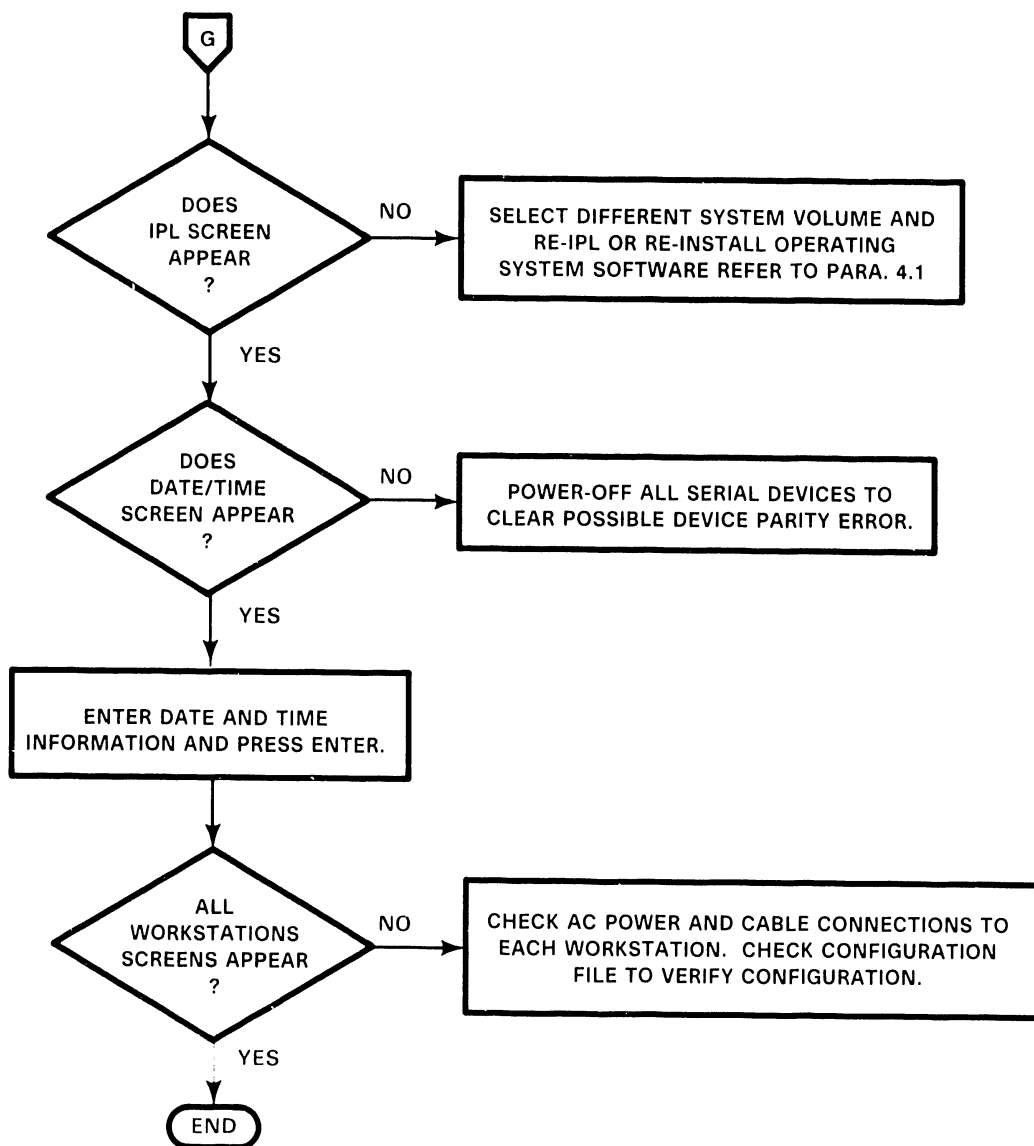 G
DOES
IPL SCREEN
APPEAR
?
NO
SELECT DIFFERENT SYSTEM VOLUME AND
RE-IPL OR RE-INSTALL OPERATING
SYSTEM SOFTWARE REFER TO PARA. 4.1
YES
DOES
DATE/TIME
SCREEN APPEAR
?
NO
POWER-OFF ALL SERIAL DEVICES TO
CLEAR POSSIBLE DEVICE PARITY ERROR.
YES
ENTER DATE AND TIME
INFORMATION AND PRESS ENTER.
ALL
WORKSTATIONS
SCREENS APPEAR
?
NO
CHECK AC POWER AND CABLE CONNECTIONS TO
EACH WORKSTATION. CHECK CONFIGURATION
FILE TO VERIFY CONFIGURATION.
YES
END